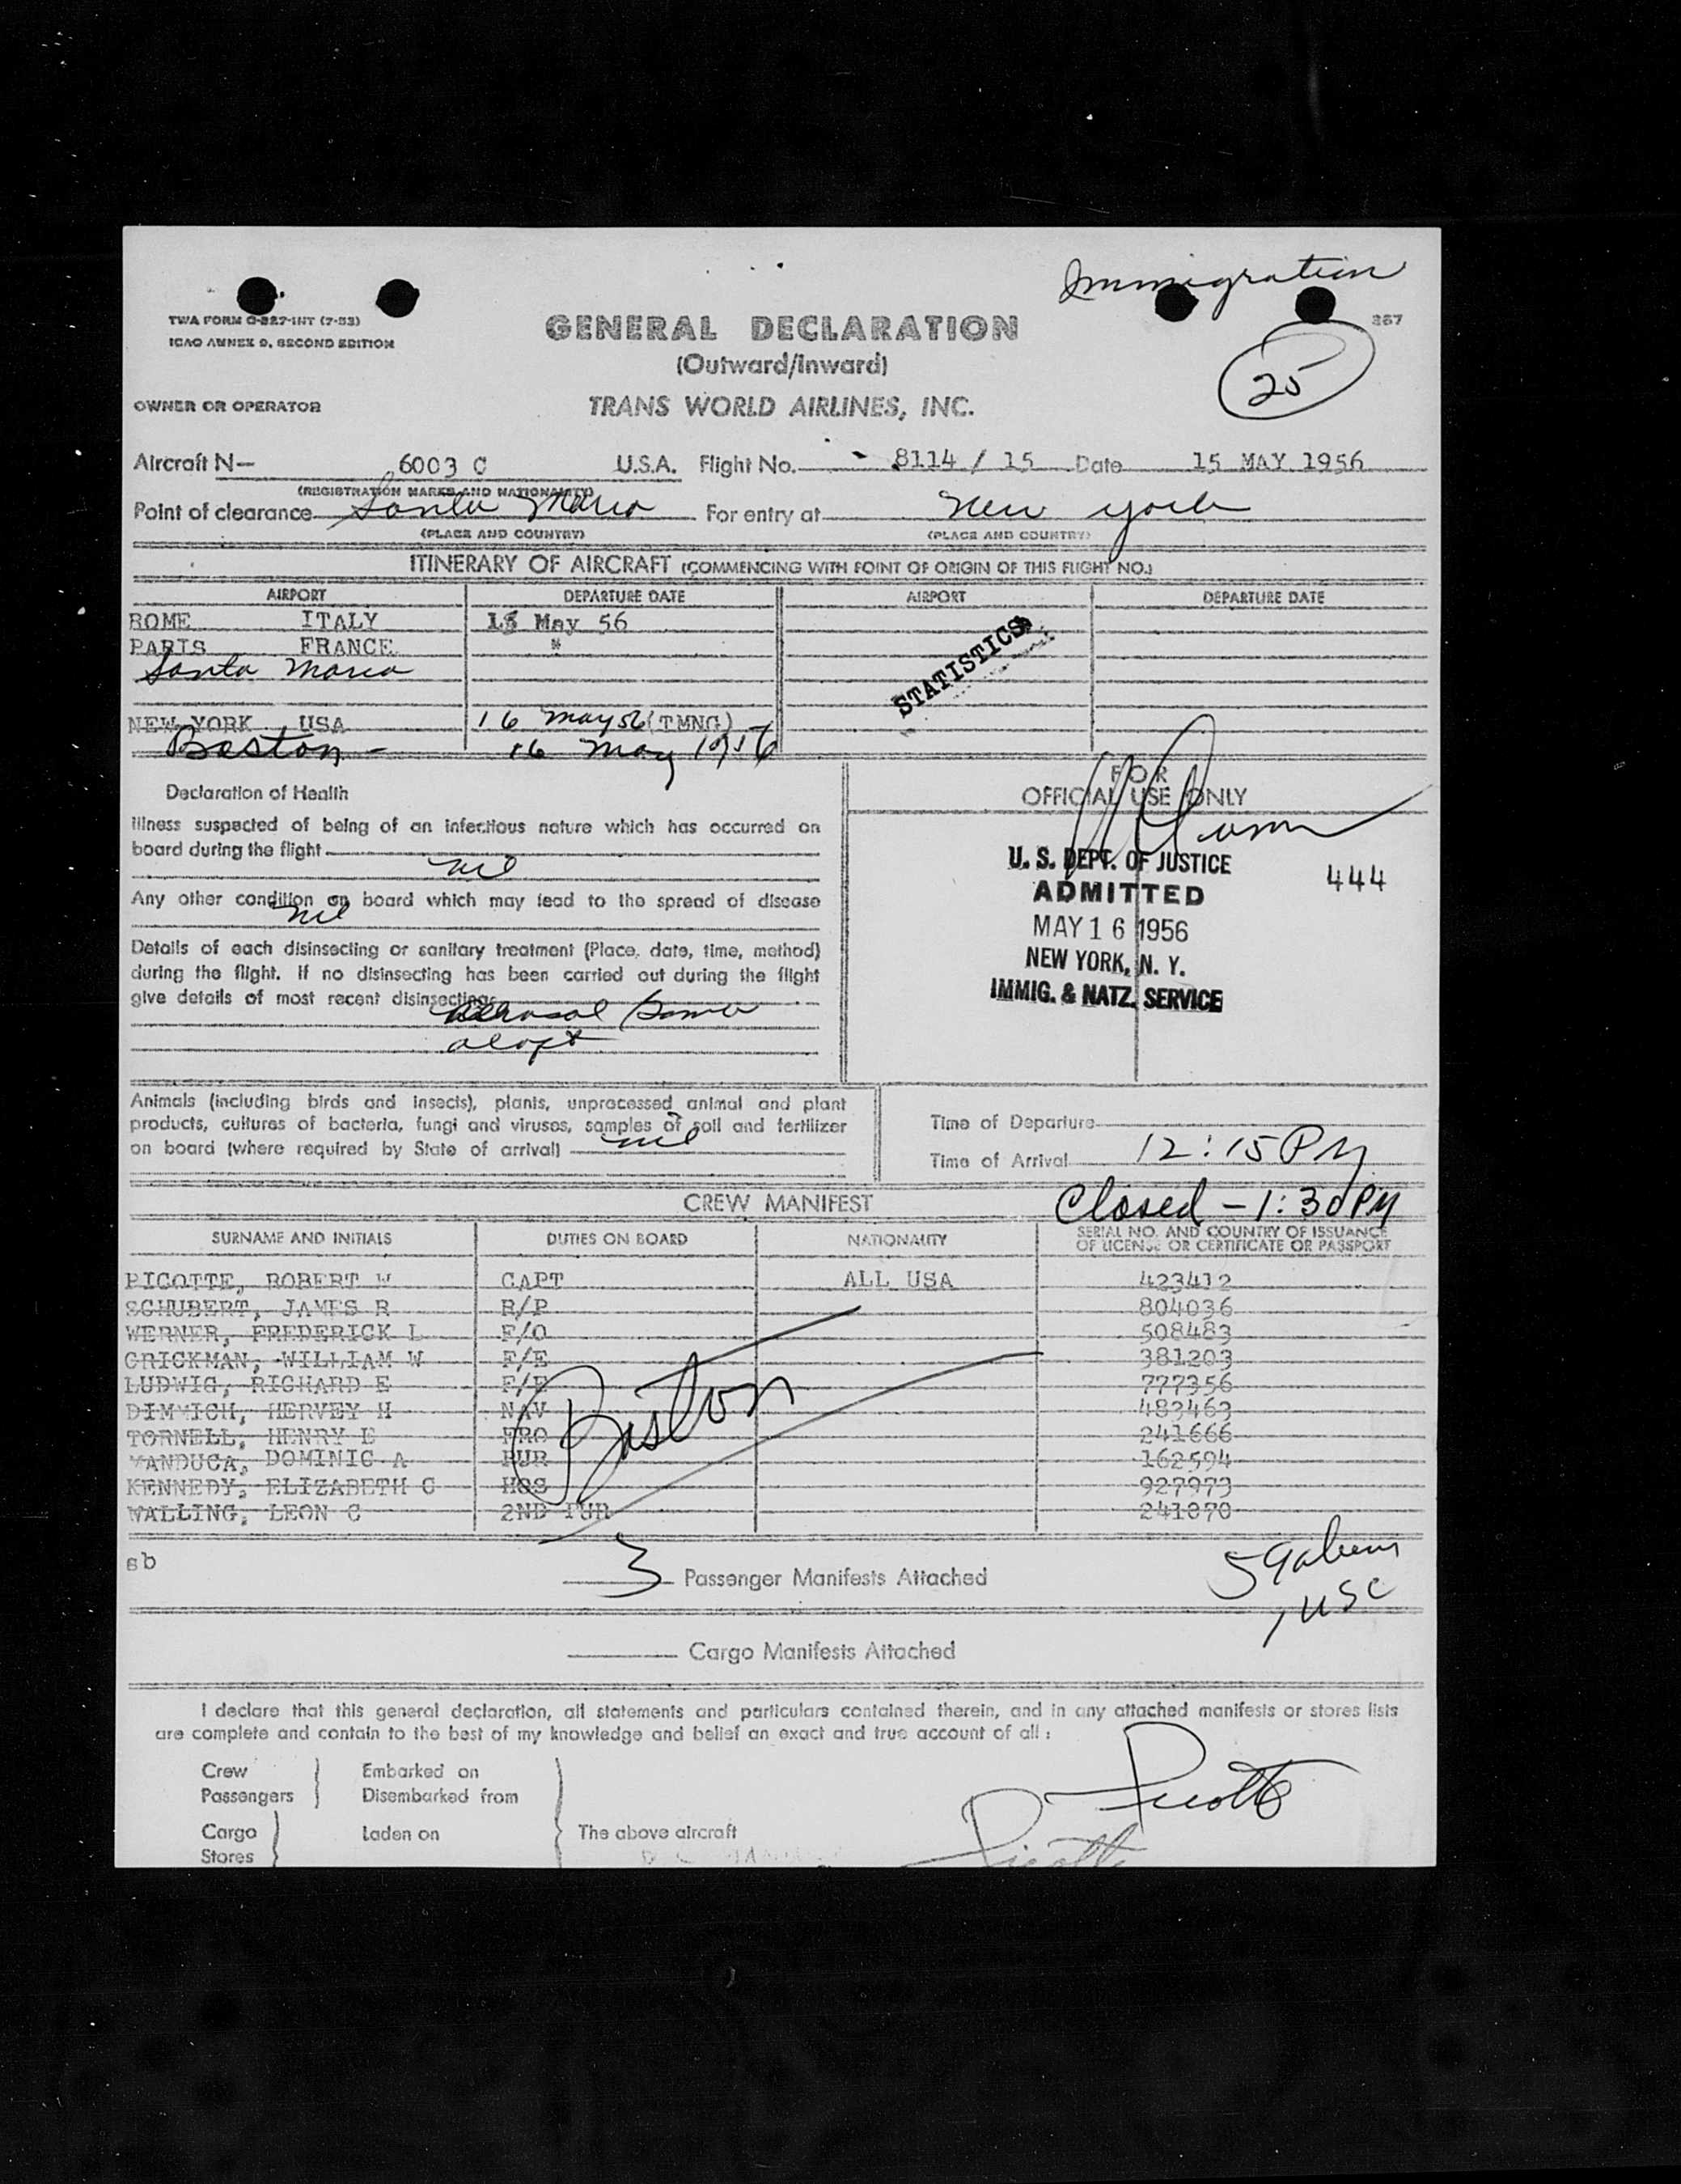 Immigration
TWA FORM O-827-INT (7-53)
ICAO ANNEX 9, SECOND EDITION
367
GENERAL DECLARATION
(Outward/Inward)
25
OWNER OR OPERATOR
TRANS WORLD AIRLINES, INC.
Aircraft N— 6003 C U.S.A. Flight No. 8114 / 15 Date 15 MAY 1956
(REGISTRATION MARKS AND NATIONALITY)
Point of clearance Santa Maria For entry at New York
(PLACE AND COUNTRY) (PLACE AND COUNTRY)
ITINERARY OF AIRCRAFT (COMMENCING WITH POINT OF ORIGIN OF THIS FLIGHT NO.)
AIRPORT DEPARTURE DATE AIRPORT DEPARTURE DATE
ROME ITALY 15 May 56
PARIS FRANCE "
Santa Maria
STATISTICS
NEW YORK USA 16 May 56 (TMNG)
Boston - 16 May 1956
Declaration of Health
FOR
OFFICIAL USE ONLY
Illness suspected of being of an infectious nature which has occurred on
board during the flight
nil
Any other condition on board which may lead to the spread of disease
nil
Details of each disinsecting or sanitary treatment (Place, date, time, method)
during the flight. If no disinsecting has been carried out during the flight
give details of most recent disinsecting
Aerosol
U. S. DEPT. OF JUSTICE
ADMITTED
444
MAY 16 1956
NEW YORK, N. Y.
IMMIG. & NATZ. SERVICE
Animals (including birds and insects), plants, unprocessed animal and plant
products, cultures of bacteria, fungi and viruses, samples of soil and fertilizer
on board (where required by State of arrival) nil
Time of Departure
Time of Arrival 12:15 PM
CREW MANIFEST
Closed - 1:30 PM
SURNAME AND INITIALS DUTIES ON BOARD NATIONALITY SERIAL NO. AND COUNTRY OF ISSUANCE
OF LICENSE OR CERTIFICATE OR PASSPORT
PICOTTE, ROBERT W CAPT ALL USA 423412
SCHUBERT, JAMES R R/P 804036
WERNER, FREDERICK L F/O 508483
CRICKMAN, WILLIAM W F/E 381203
LUDWIG, RICHARD E F/E 777356
DIMMICH, HERVEY H NAV 483463
TORNELL, HENRY E FRO 241666
MANDUCA, DOMINIC A PUR 162594
KENNEDY, ELIZABETH C HOS 927973
WALLING, LEON C 2ND PUR 241070
Boston
sb
3 Passenger Manifests Attached
5
1 USC
Cargo Manifests Attached
I declare that this general declaration, all statements and particulars contained therein, and in any attached manifests or stores lists
are complete and contain to the best of my knowledge and belief an exact and true account of all :
Crew Embarked on
Passengers Disembarked from
Picotte
Cargo Laden on The above aircraft
Stores
Picotte